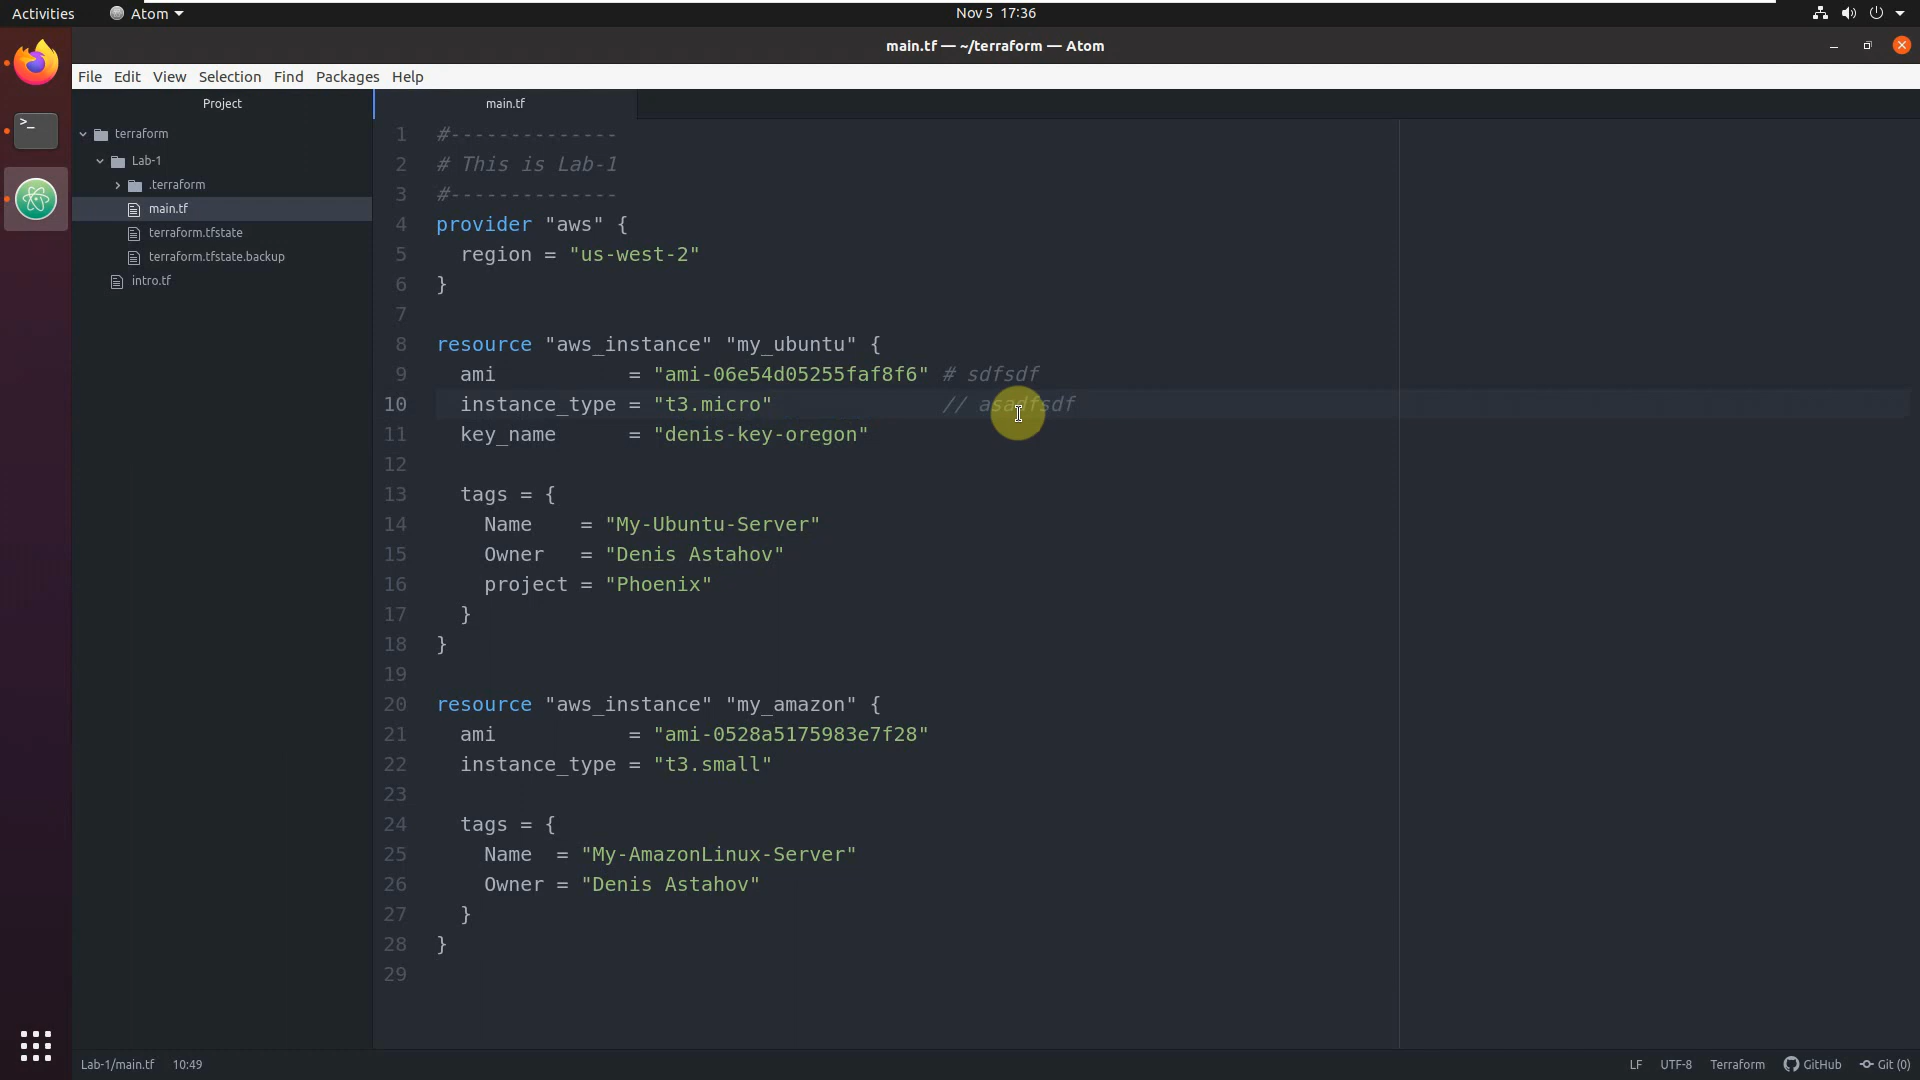 Activities
Atom
Nov 5 17:36
main.tf — ~/terraform — Atom
File Edit View Selection Find Packages Help
Project
main.tf
terraform
Lab-1
.terraform
main.tf
terraform.tfstate
terraform.tfstate.backup
intro.tf
1 #--------------
2 # This is Lab-1
3 #--------------
4 provider "aws" {
5   region = "us-west-2"
6 }
7
8 resource "aws_instance" "my_ubuntu" {
9   ami           = "ami-06e54d05255faf8f6" # sdfsdf
10   instance_type = "t3.micro"              // asadfsdf
11   key_name      = "denis-key-oregon"
12
13   tags = {
14     Name    = "My-Ubuntu-Server"
15     Owner   = "Denis Astahov"
16     project = "Phoenix"
17   }
18 }
19
20 resource "aws_instance" "my_amazon" {
21   ami           = "ami-0528a5175983e7f28"
22   instance_type = "t3.small"
23
24   tags = {
25     Name  = "My-AmazonLinux-Server"
26     Owner = "Denis Astahov"
27   }
28 }
29
Lab-1/main.tf 10:49
LF UTF-8 Terraform GitHub Git (0)